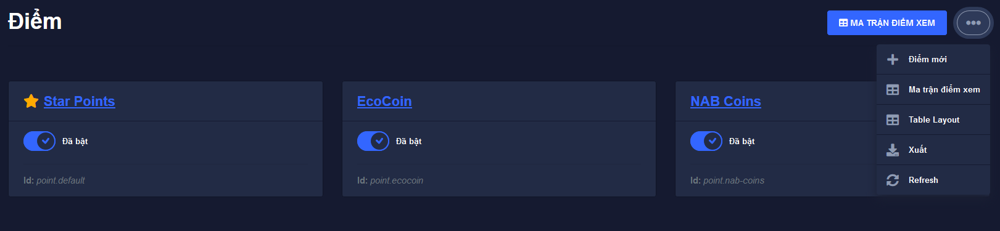 Điểm
MA TRẬN ĐIỂM XEM
Điểm mới
Ma trận điểm xem
Table Layout
Xuất
Refresh
Star Points
Đã bật
Id: point.default
EcoCoin
Đã bật
Id: point.ecocoin
NAB Coins
Đã bật
Id: point.nab-coins